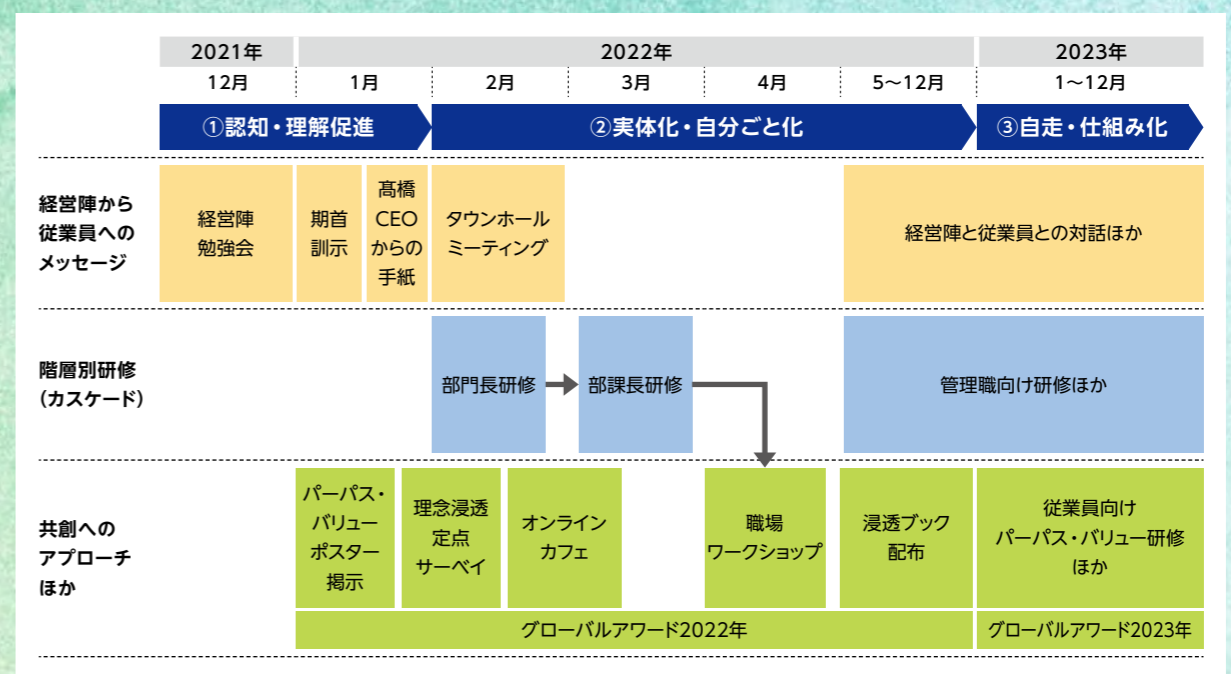 2021年
2022年
2023年
12月
1月
2月
3月
4月
5〜12月
1〜12月
①認知・理解促進
②実体化・自分ごと化
③自走・仕組み化
経営陣から
従業員への
メッセージ
経営陣
勉強会
期首
訓示
髙橋
CEO
からの
手紙
タウンホール
ミーティング
経営陣と従業員との対話ほか
階層別研修
（カスケード）
部門長研修
部課長研修
管理職向け研修ほか
共創への
アプローチ
ほか
パーパス・
バリュー
ポスター
掲示
理念浸透
定点
サーベイ
オンライン
カフェ
職場
ワークショップ
浸透ブック
配布
従業員向け
パーパス・バリュー研修
ほか
グローバルアワード2022年
グローバルアワード2023年